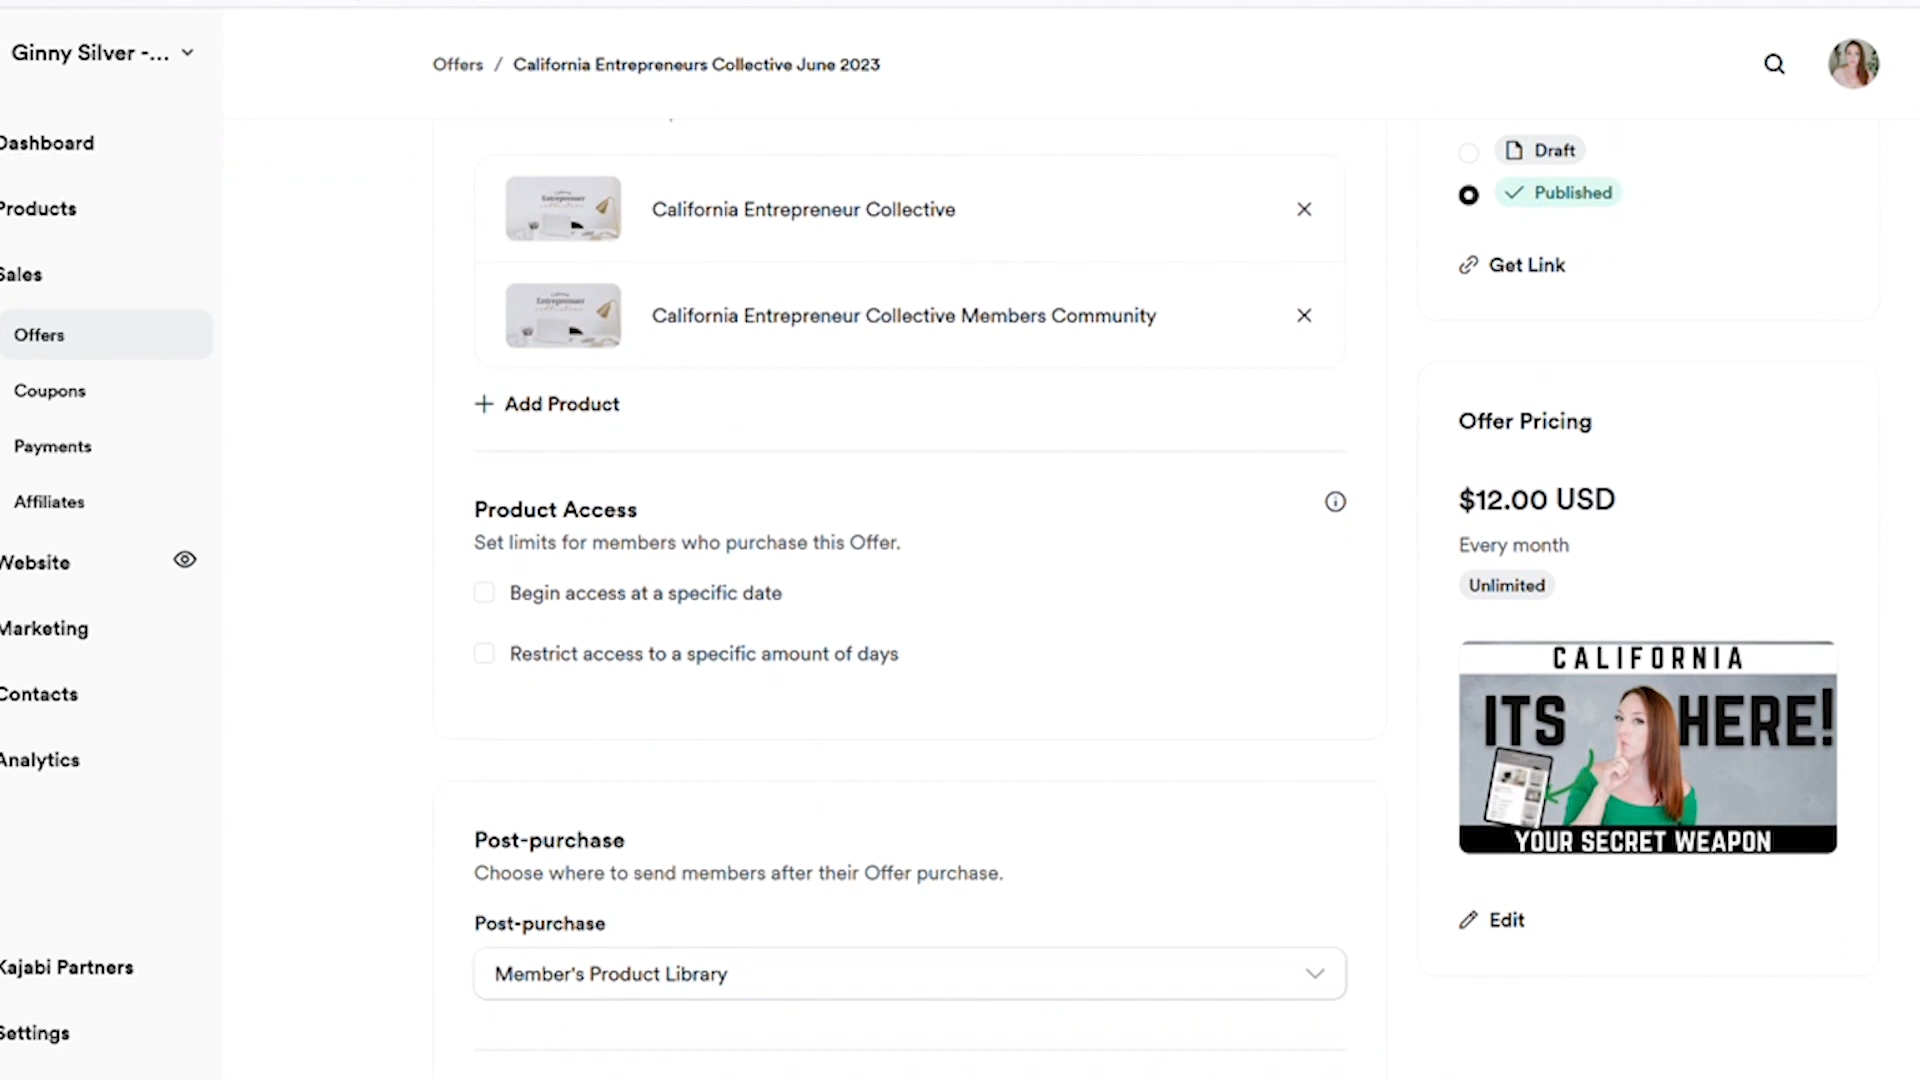 Ginny Silver -...
Offers / California Entrepreneurs Collective June 2023
Dashboard
Products
Sales
Offers
Coupons
Payments
Affiliates
Website
Marketing
Contacts
Analytics
Kajabi Partners
Settings
California Entrepreneur Collective
California Entrepreneur Collective Members Community
Add Product
Product Access
Set limits for members who purchase this Offer.
Begin access at a specific date
Restrict access to a specific amount of days
Post-purchase
Choose where to send members after their Offer purchase.
Post-purchase
Member's Product Library
Draft
Published
Get Link
Offer Pricing
$12.00 USD
Every month
Unlimited
CALIFORNIA
ITS HERE!
YOUR SECRET WEAPON
Edit